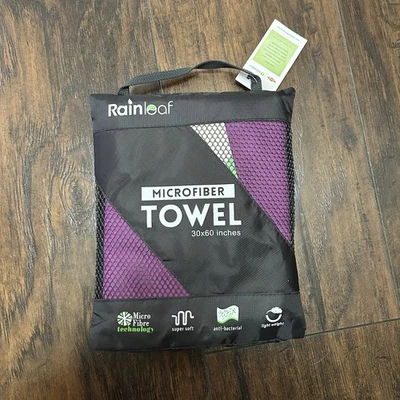 Rainleaf
MICROFIBER
TOWEL
30x60 inches
Micro
Fibre
technology
super soft
anti-bacterial
light weight